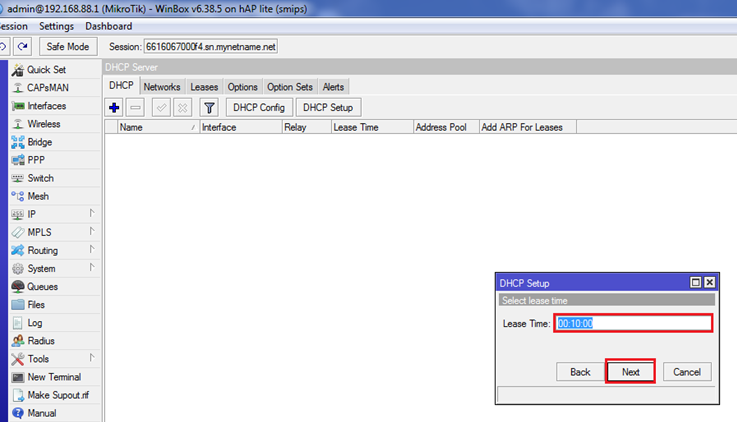 admin@192.168.88.1 (MikroTik) - WinBox v6.38.5 on hAP lite (smips)
Session Settings Dashboard
Safe Mode Session: 6616067000f4.sn.mynetname.net
Quick Set
CAPsMAN
Interfaces
Wireless
Bridge
PPP
Switch
Mesh
IP
MPLS
Routing
System
Queues
Files
Log
Radius
Tools
New Terminal
Make Supout.rif
Manual
DHCP Server
DHCP Networks Leases Options Option Sets Alerts
DHCP Config DHCP Setup
Name Interface Relay Lease Time Address Pool Add ARP For Leases
DHCP Setup
Select lease time
Lease Time: 00:10:00
Back Next Cancel